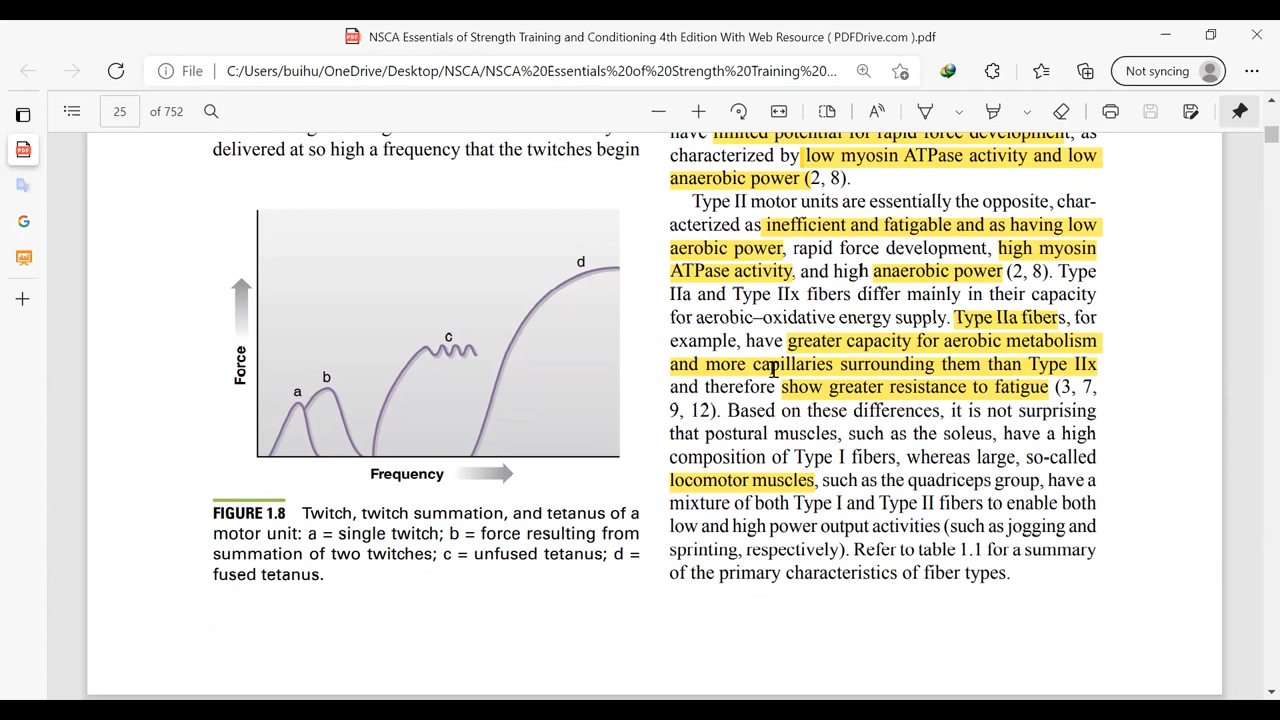 NSCA Essentials of Strength Training and Conditioning 4th Edition With Web Resource ( PDFDrive.com ).pdf
File C:/Users/buihu/OneDrive/Desktop/NSCA/NSCA%20Essentials%20of%20Strength%20Training%20... Not syncing
25 of 752
delivered at so high a frequency that the twitches begin
Force
a
b
c
d
Frequency
FIGURE 1.8 Twitch, twitch summation, and tetanus of a
motor unit: a = single twitch; b = force resulting from
summation of two twitches; c = unfused tetanus; d =
fused tetanus.
have limited potential for rapid force development, as
characterized by low myosin ATPase activity and low
anaerobic power (2, 8).
Type II motor units are essentially the opposite, char-
acterized as inefficient and fatigable and as having low
aerobic power, rapid force development, high myosin
ATPase activity, and high anaerobic power (2, 8). Type
IIa and Type IIx fibers differ mainly in their capacity
for aerobic–oxidative energy supply. Type IIa fibers, for
example, have greater capacity for aerobic metabolism
and more capillaries surrounding them than Type IIx
and therefore show greater resistance to fatigue (3, 7,
9, 12). Based on these differences, it is not surprising
that postural muscles, such as the soleus, have a high
composition of Type I fibers, whereas large, so-called
locomotor muscles, such as the quadriceps group, have a
mixture of both Type I and Type II fibers to enable both
low and high power output activities (such as jogging and
sprinting, respectively). Refer to table 1.1 for a summary
of the primary characteristics of fiber types.